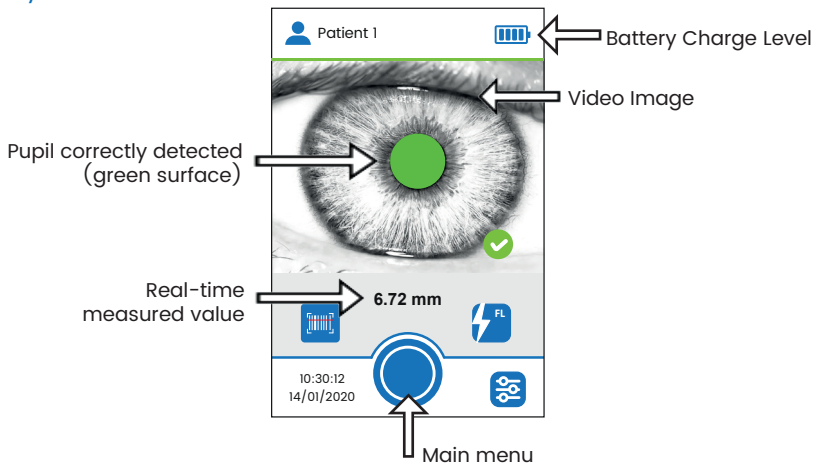 Patient 1
Battery Charge Level
Video Image
Pupil correctly detected
(green surface)
Real-time
measured value
6.72 mm
FL
10:30:12
14/01/2020
Main menu